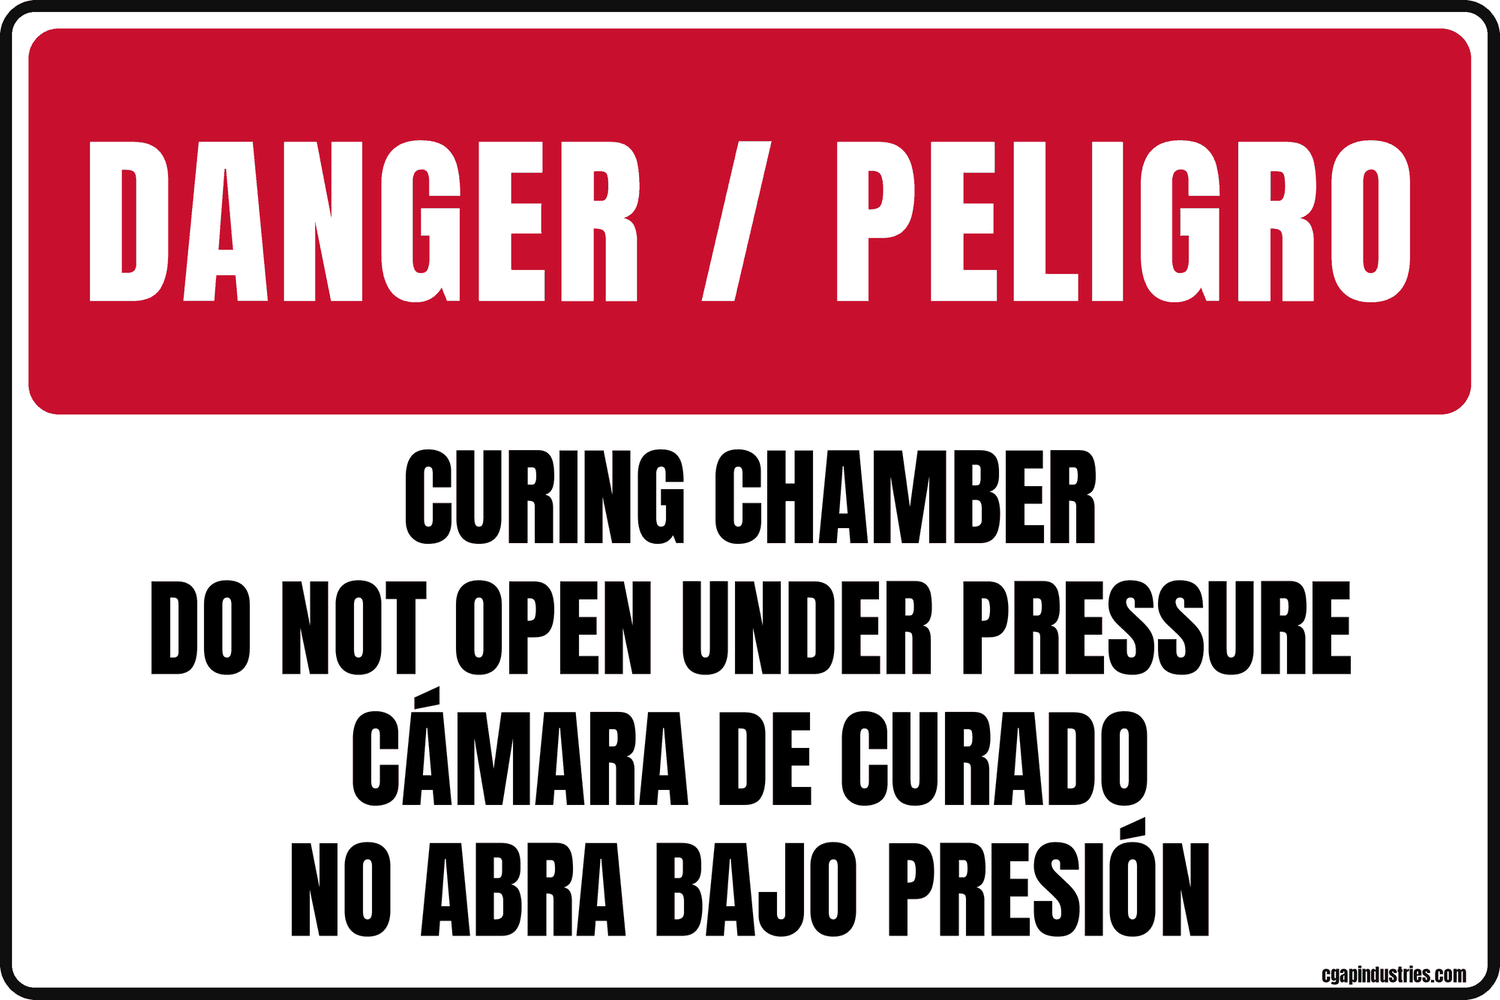 DANGER / PELIGRO
CURING CHAMBER
DO NOT OPEN UNDER PRESSURE
CÁMARA DE CURADO
NO ABRA BAJO PRESIÓN
cgapindustries.com